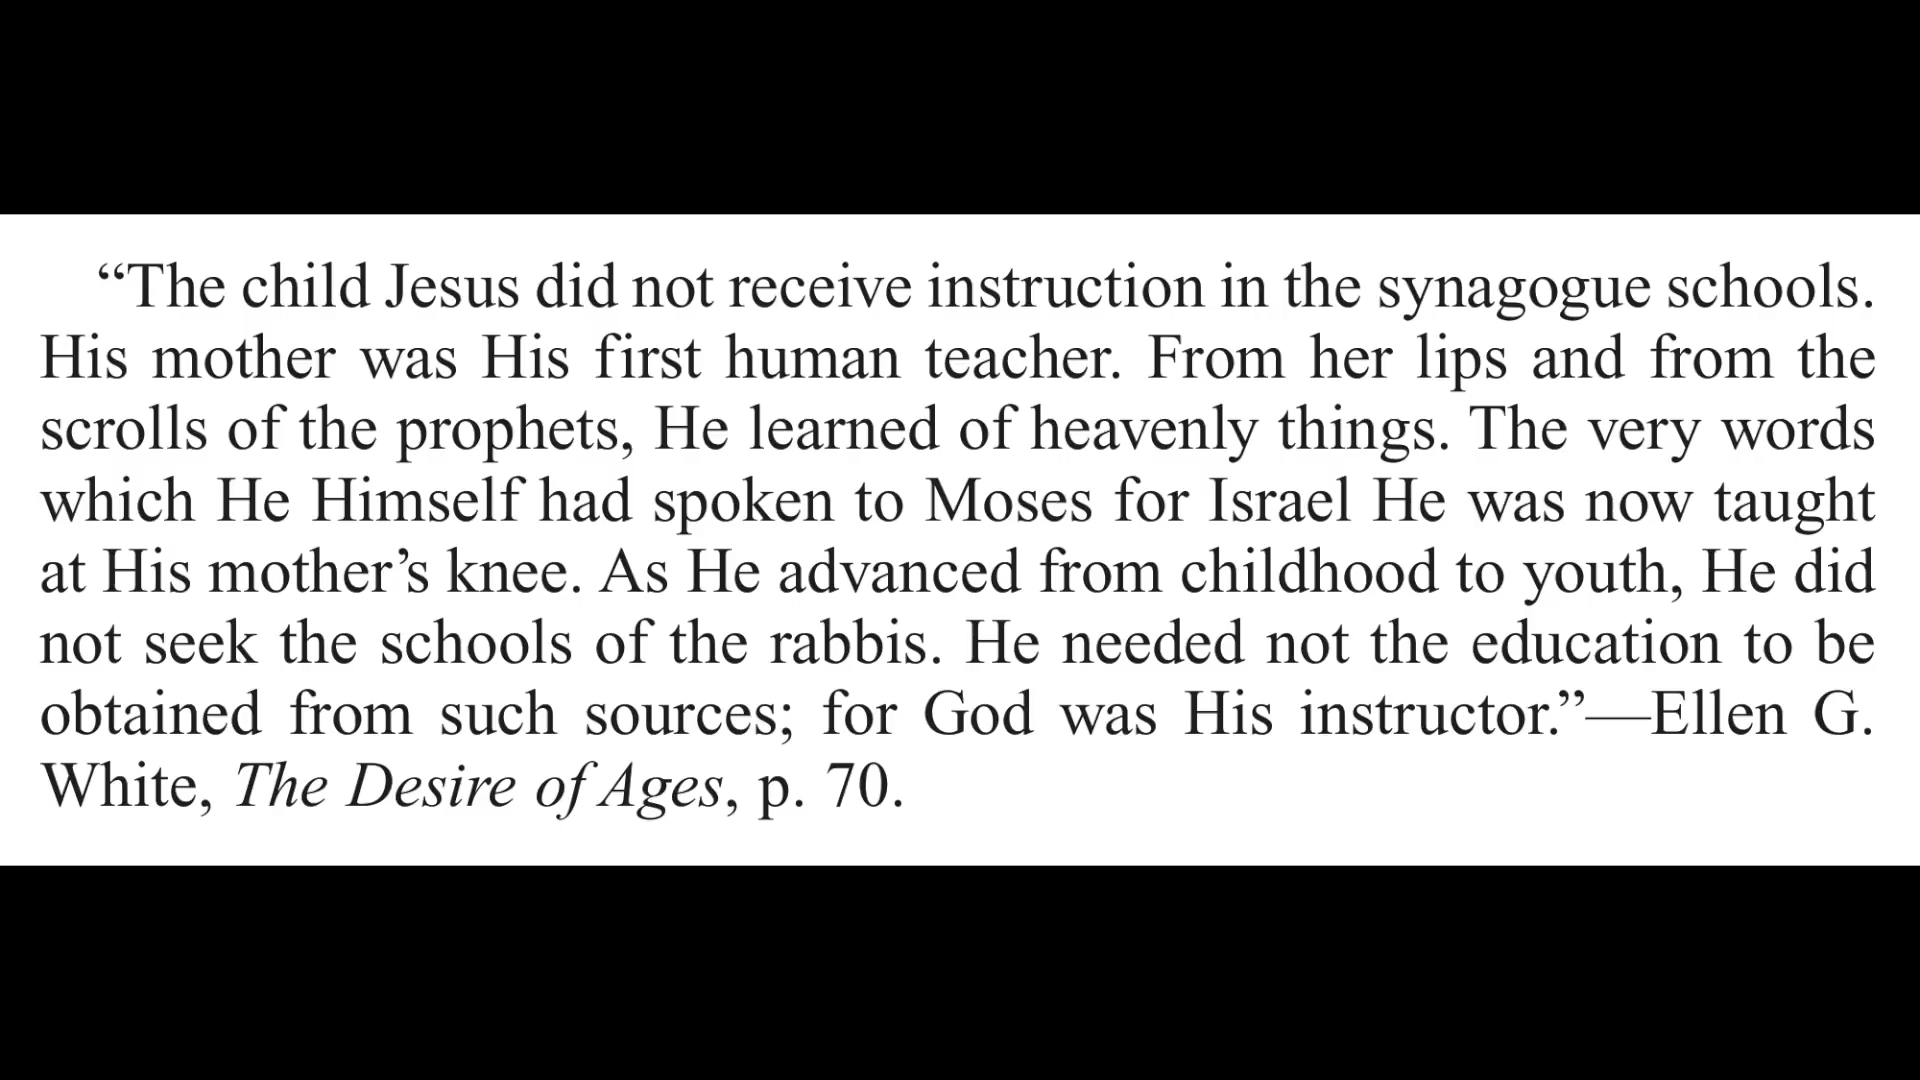 “The child Jesus did not receive instruction in the synagogue schools.
His mother was His first human teacher. From her lips and from the
scrolls of the prophets, He learned of heavenly things. The very words
which He Himself had spoken to Moses for Israel He was now taught
at His mother’s knee. As He advanced from childhood to youth, He did
not seek the schools of the rabbis. He needed not the education to be
obtained from such sources; for God was His instructor.”—Ellen G.
White, The Desire of Ages, p. 70.